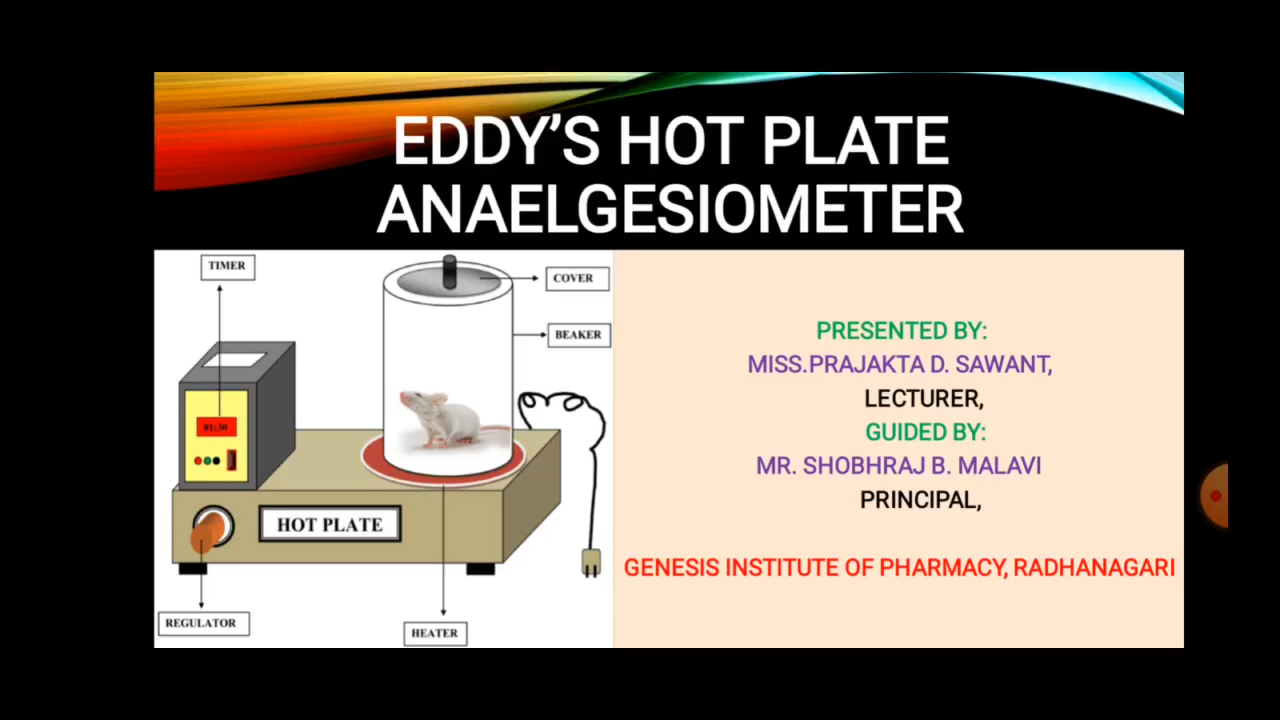 EDDY'S HOT PLATE
ANAELGESIOMETER
TIMER
COVER
BEAKER
HOT PLATE
REGULATOR
HEATER
PRESENTED BY:
MISS.PRAJAKTA D. SAWANT,
LECTURER,
GUIDED BY:
MR. SHOBHRAJ B. MALAVI
PRINCIPAL,
GENESIS INSTITUTE OF PHARMACY, RADHANAGARI